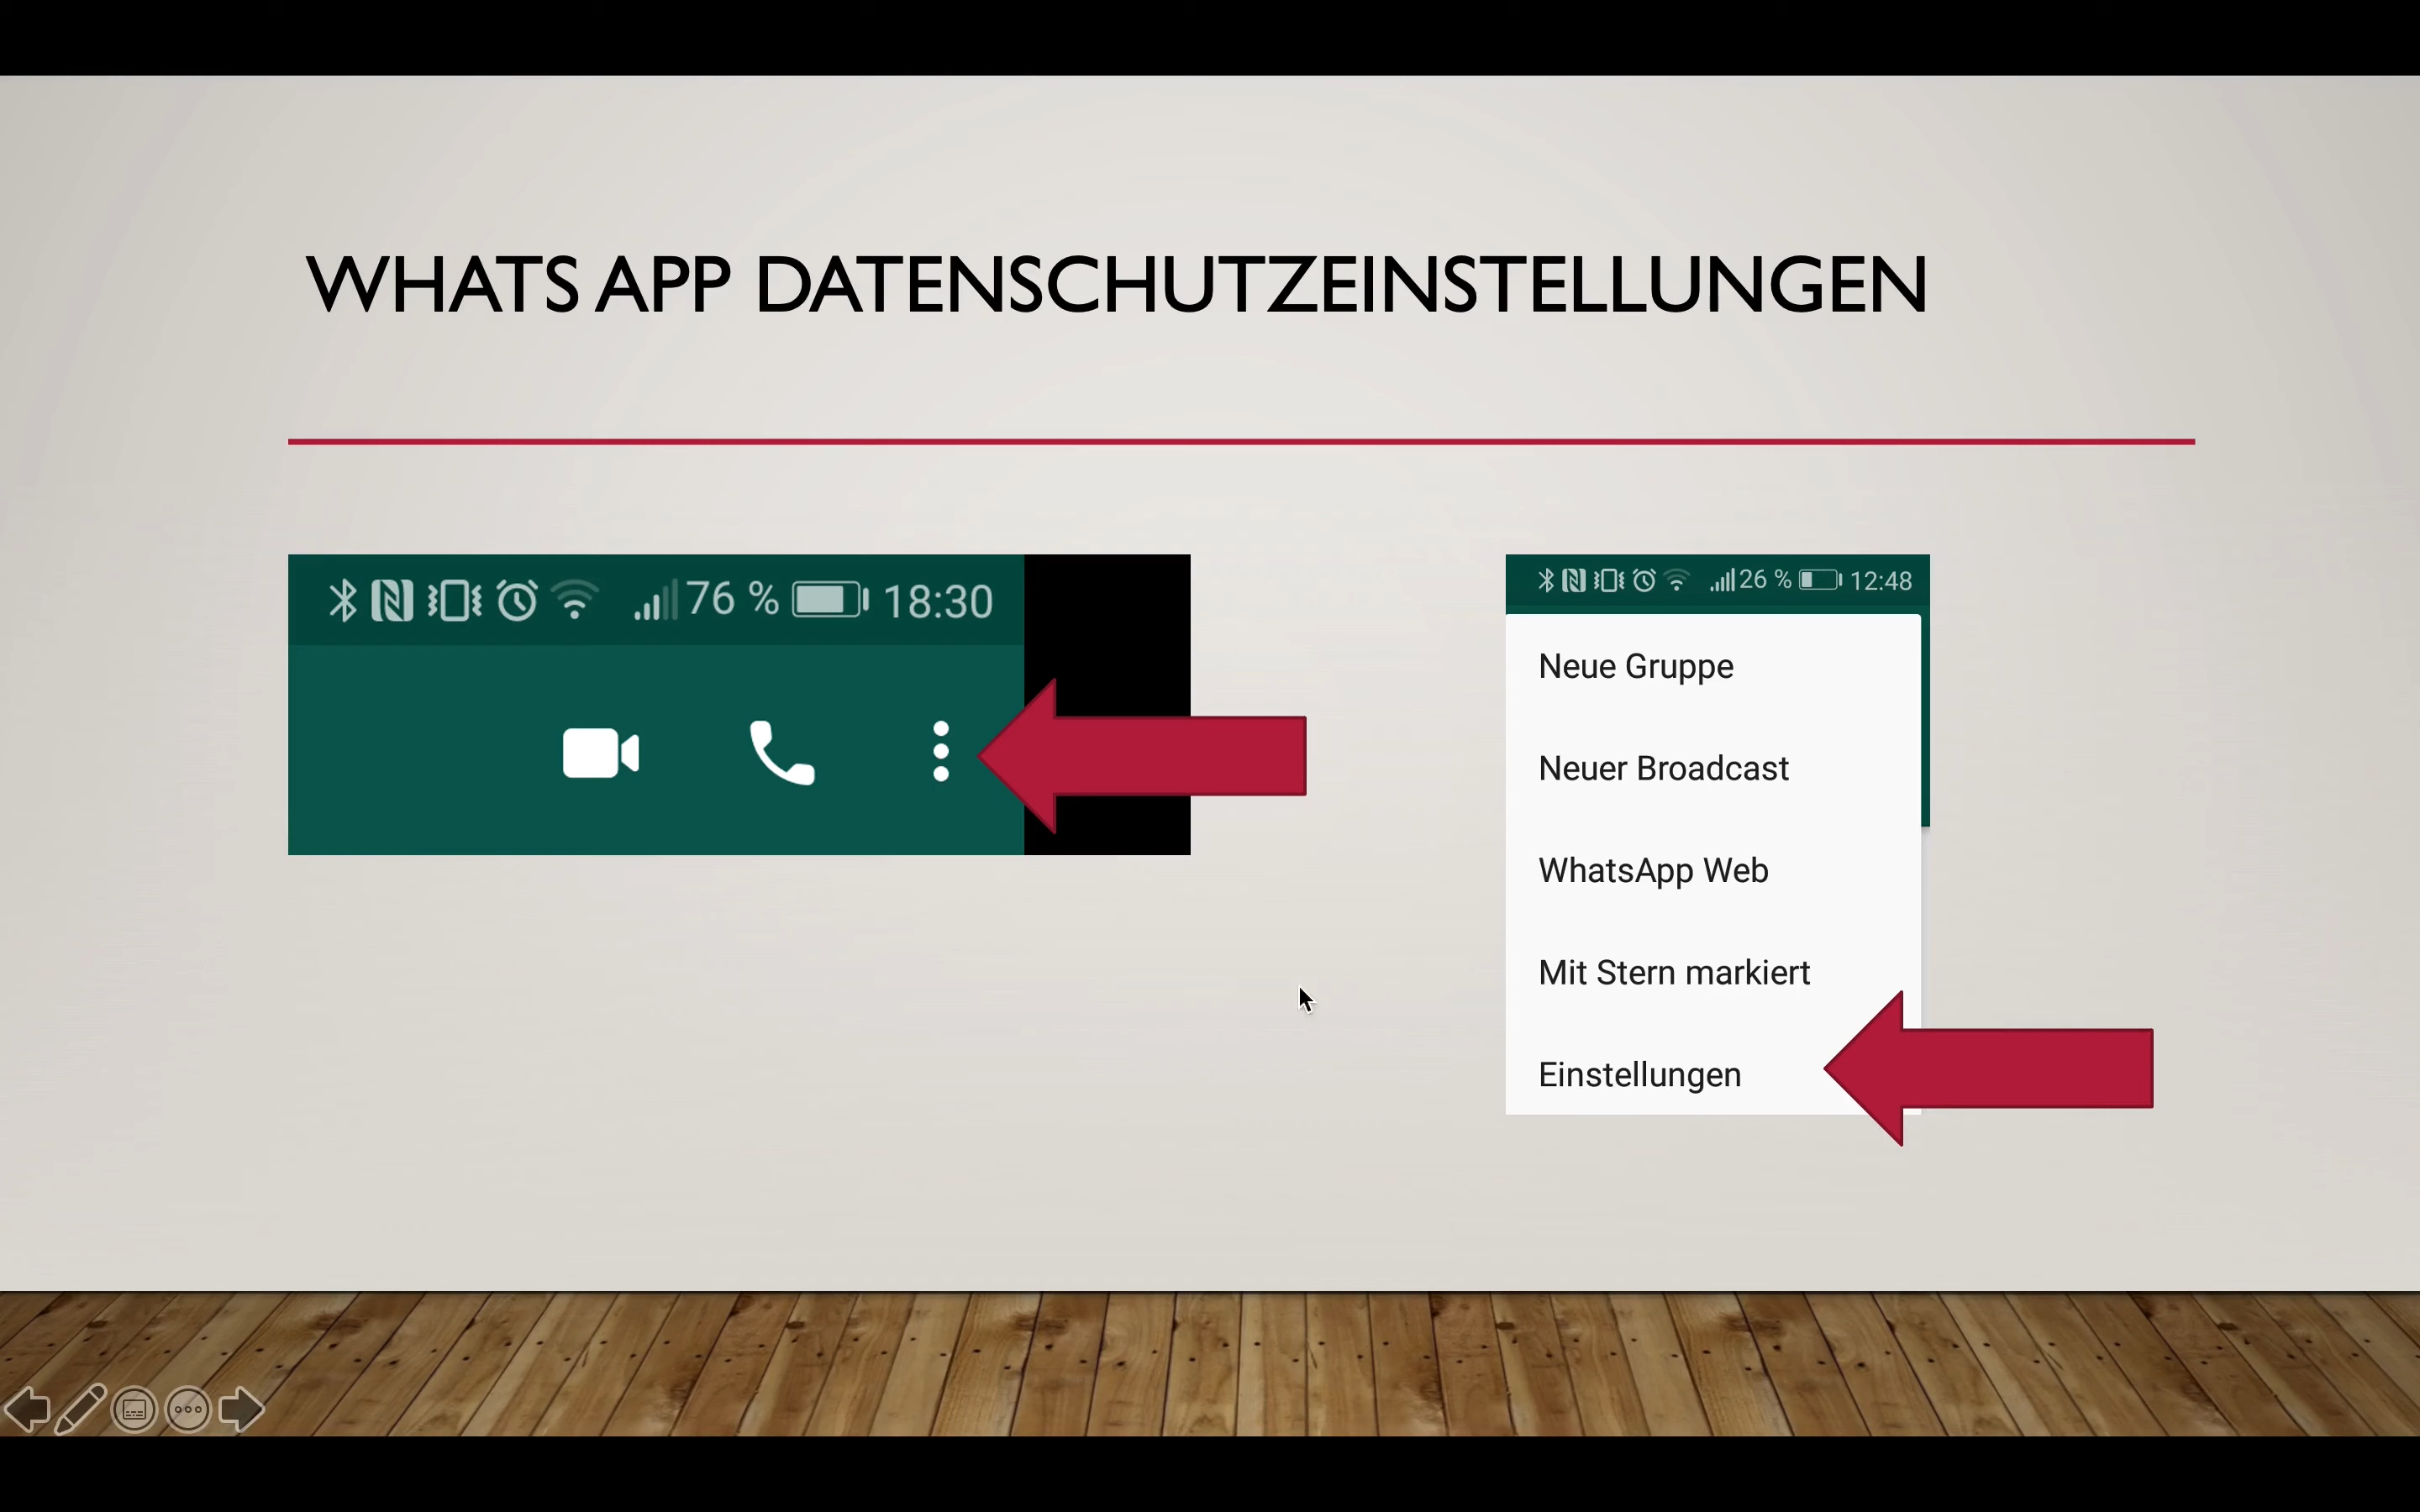 WHATS APP DATENSCHUTZEINSTELLUNGEN
76 % 18:30
26 % 12:48
Neue Gruppe
Neuer Broadcast
WhatsApp Web
Mit Stern markiert
Einstellungen